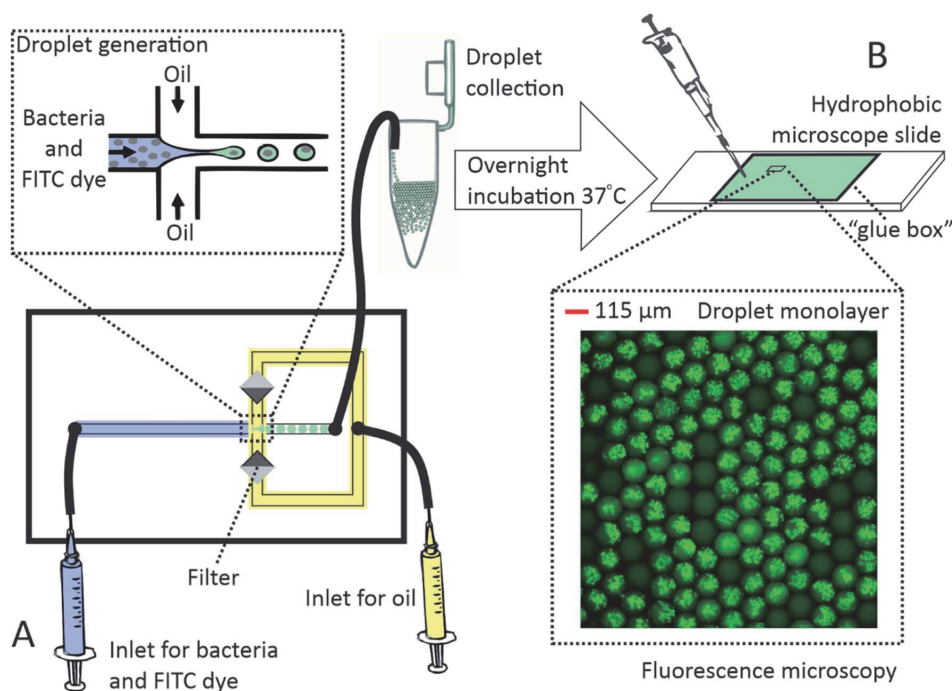 Droplet generation
Oil
Bacteria
and
FITC dye
Oil
Droplet
collection
Overnight
incubation 37°C
B
Hydrophobic
microscope slide
“glue box”
115 μm
Droplet monolayer
Fluorescence microscopy
Filter
Inlet for oil
A
Inlet for bacteria
and FITC dye